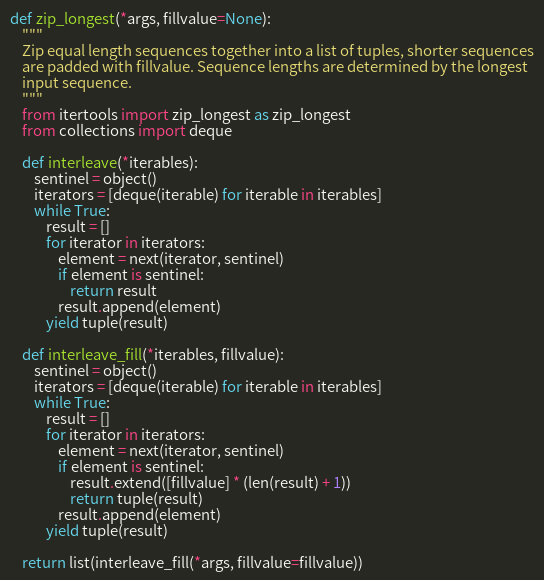 def zip_longest(*args, fillvalue=None):
"""
Zip equal length sequences together into a list of tuples, shorter sequences
are padded with fillvalue. Sequence lengths are determined by the longest
input sequence.
"""
from itertools import zip_longest as zip_longest
from collections import deque
def interleave(*iterables):
sentinel = object()
iterators = [deque(iterable) for iterable in iterables]
while True:
result = []
for iterator in iterators:
element = next(iterator, sentinel)
if element is sentinel:
return result
result.append(element)
yield tuple(result)
def interleave_fill(*iterables, fillvalue):
sentinel = object()
iterators = [deque(iterable) for iterable in iterables]
while True:
result = []
for iterator in iterators:
element = next(iterator, sentinel)
if element is sentinel:
result.extend([fillvalue] * (len(result) + 1))
return tuple(result)
result.append(element)
yield tuple(result)
return list(interleave_fill(*args, fillvalue=fillvalue))